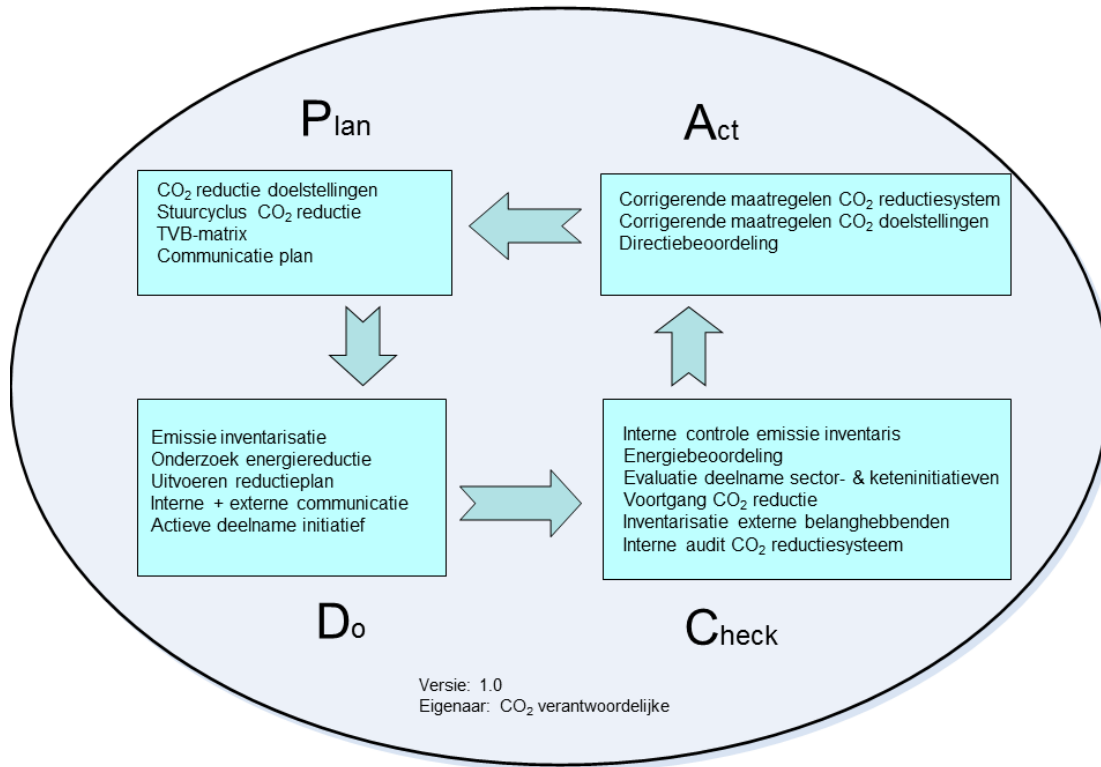 Plan
CO₂ reductie doelstellingen
Stuurcyclus CO₂ reductie
TVB-matrix
Communicatie plan
Act
Corrigerende maatregelen CO₂ reductiesystem
Corrigerende maatregelen CO₂ doelstellingen
Directiebeoordeling
Emissie inventarisatie
Onderzoek energiereductie
Uitvoeren reductieplan
Interne + externe communicatie
Actieve deelname initiatief
Do
Interne controle emissie inventaris
Energiebeoordeling
Evaluatie deelname sector- & keteninitiatieven
Voortgang CO₂ reductie
Inventarisatie externe belanghebbenden
Interne audit CO₂ reductiesysteem
Check
Versie: 1.0
Eigenaar: CO₂ verantwoordelijke